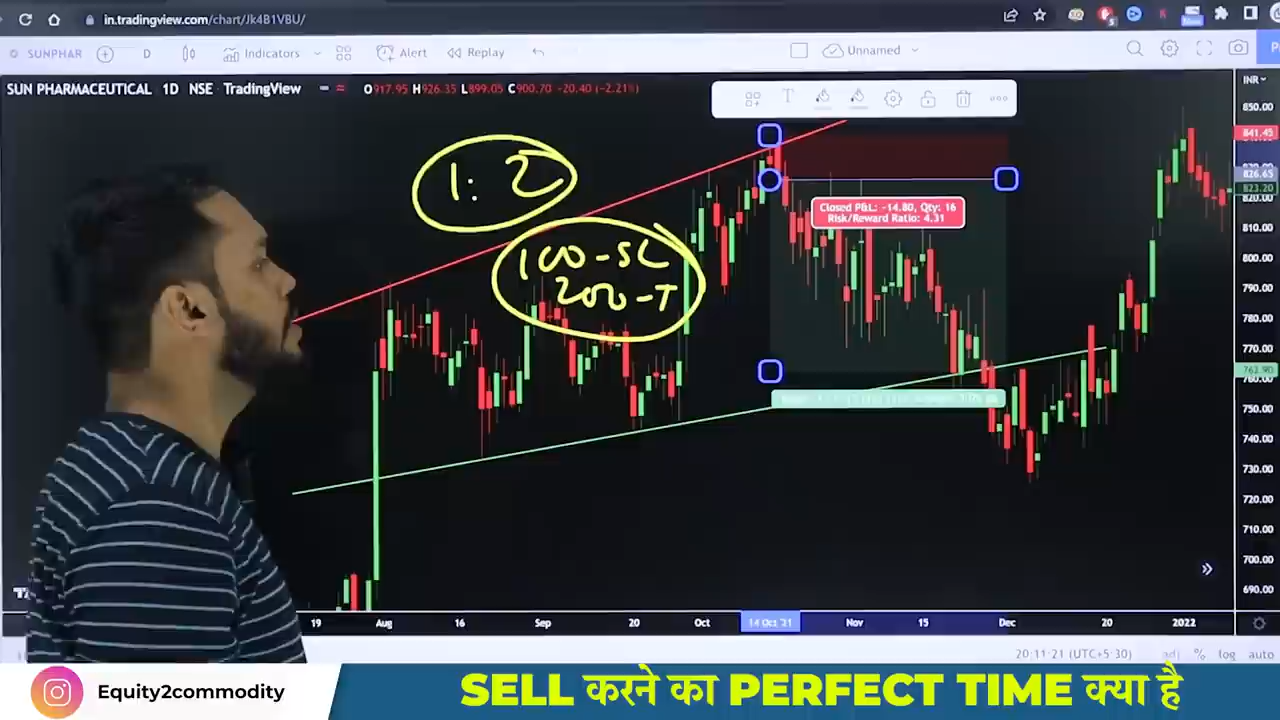 in.tradingview.com/chart/Jk4B1VBU/
SUNPHAR D Indicators Alert Replay Unnamed
SUN PHARMACEUTICAL 1D NSE TradingView O917.95 H926.35 L899.05 C900.70 -20.40 (-2.21%)
INR
850.00
841.45
826.65
823.20
820.00
810.00
800.00
790.00
780.00
770.00
762.90
750.00
740.00
730.00
720.00
710.00
700.00
690.00
1:2
100-SL
200-T
Closed P&L: -14.80, Qty: 16
Risk/Reward Ratio: 4.31
19 Aug 16 Sep 20 Oct 14 Oct '21 Nov 15 Dec 20 2022
20:11:21 (UTC+5:30) adj % log auto
Equity2commodity
SELL करने का PERFECT TIME क्या है